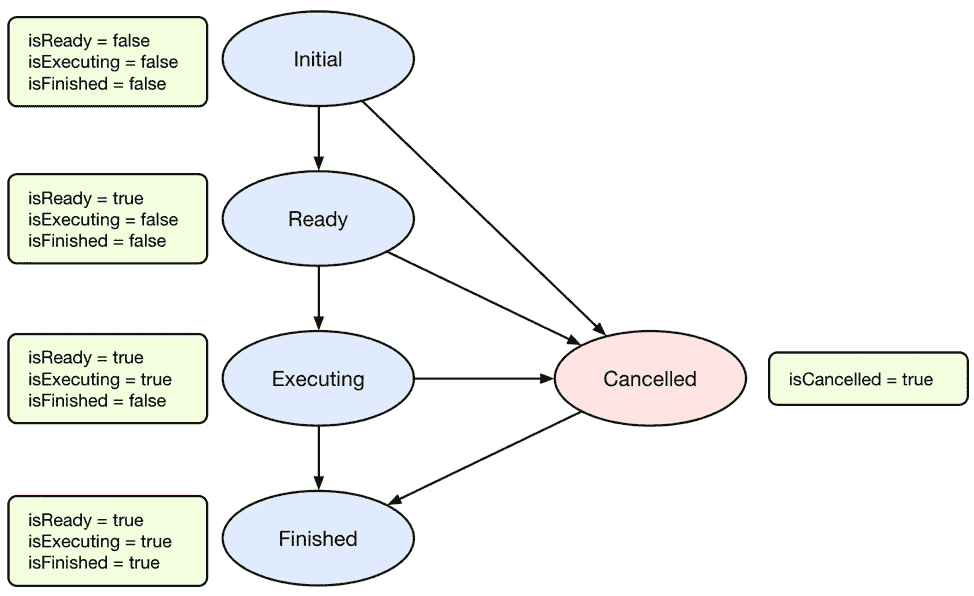 isReady = false
isExecuting = false
isFinished = false
Initial
isReady = true
isExecuting = false
isFinished = false
Ready
isReady = true
isExecuting = true
isFinished = false
Executing
Cancelled
isCancelled = true
isReady = true
isExecuting = true
isFinished = true
Finished